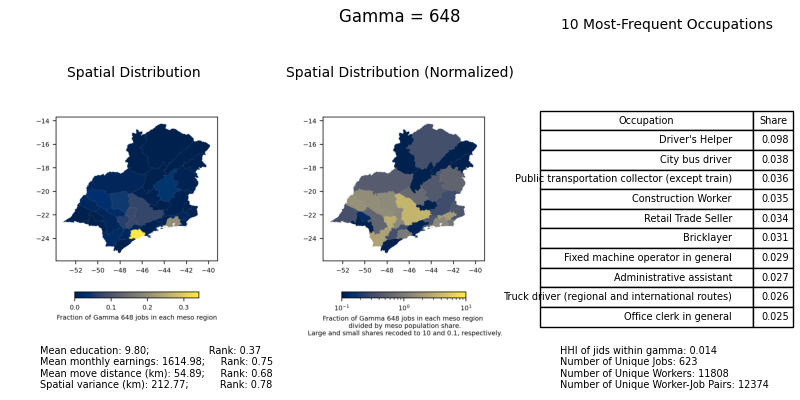 Gamma = 648
10 Most-Frequent Occupations
Spatial Distribution
Spatial Distribution (Normalized)
−14
−16
−18
−20
−22
−24
−52 −50 −48 −46 −44 −42 −40
0.0 0.1 0.2 0.3
Fraction of Gamma 648 jobs in each meso region
−14
−16
−18
−20
−22
−24
−52 −50 −48 −46 −44 −42 −40
10⁻¹ 10⁰ 10¹
Fraction of Gamma 648 jobs in each meso region
divided by meso population share.
Large and small shares recoded to 10 and 0.1, respectively.
Occupation Share
Driver's Helper 0.098
City bus driver 0.038
Public transportation collector (except train) 0.036
Construction Worker 0.035
Retail Trade Seller 0.034
Bricklayer 0.031
Fixed machine operator in general 0.029
Administrative assistant 0.027
Truck driver (regional and international routes) 0.026
Office clerk in general 0.025
Mean education: 9.80; Rank: 0.37
Mean monthly earnings: 1614.98; Rank: 0.75
Mean move distance (km): 54.89; Rank: 0.68
Spatial variance (km): 212.77; Rank: 0.78
HHI of jids within gamma: 0.014
Number of Unique Jobs: 623
Number of Unique Workers: 11808
Number of Unique Worker-Job Pairs: 12374